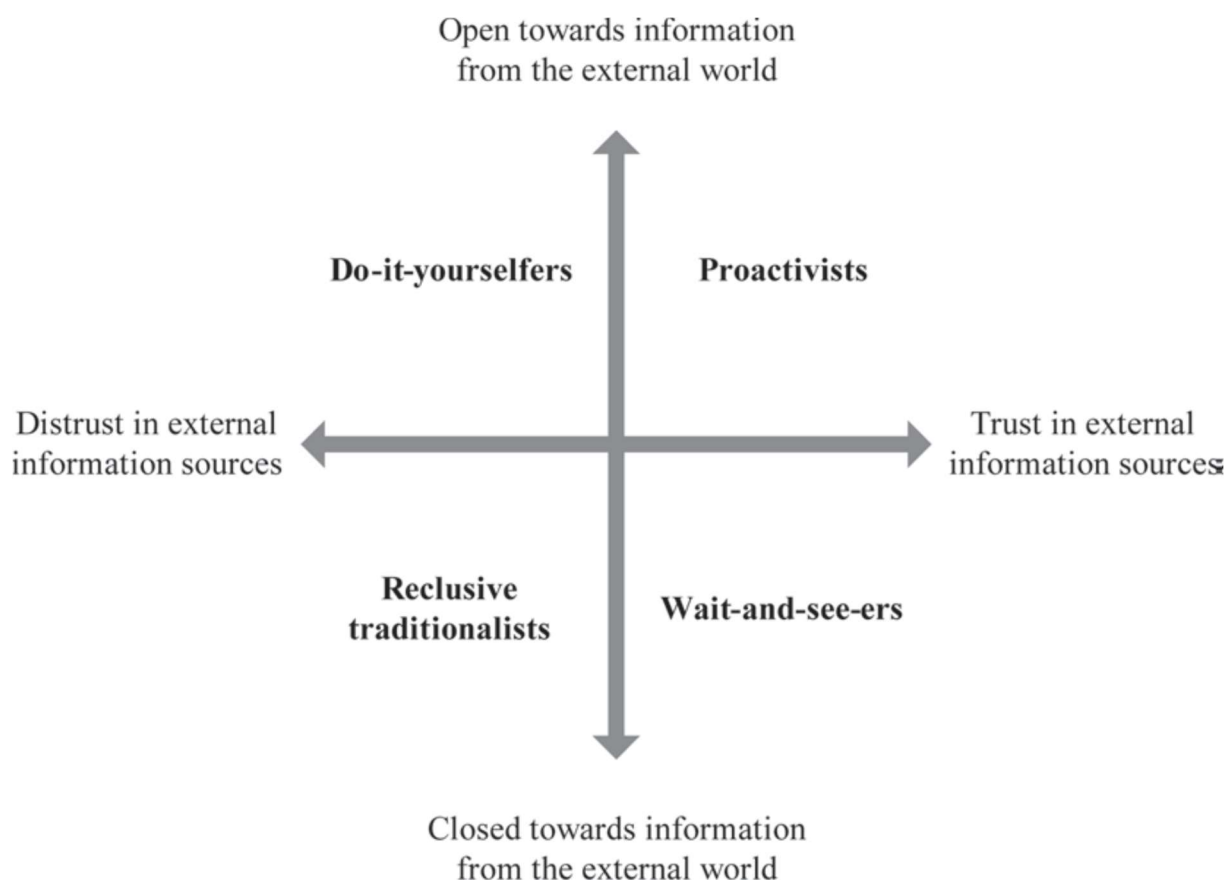 Open towards information
from the external world
Do-it-yourselfers
Proactivists
Distrust in external
information sources
Trust in external
information sources
Reclusive
traditionalists
Wait-and-see-ers
Closed towards information
from the external world